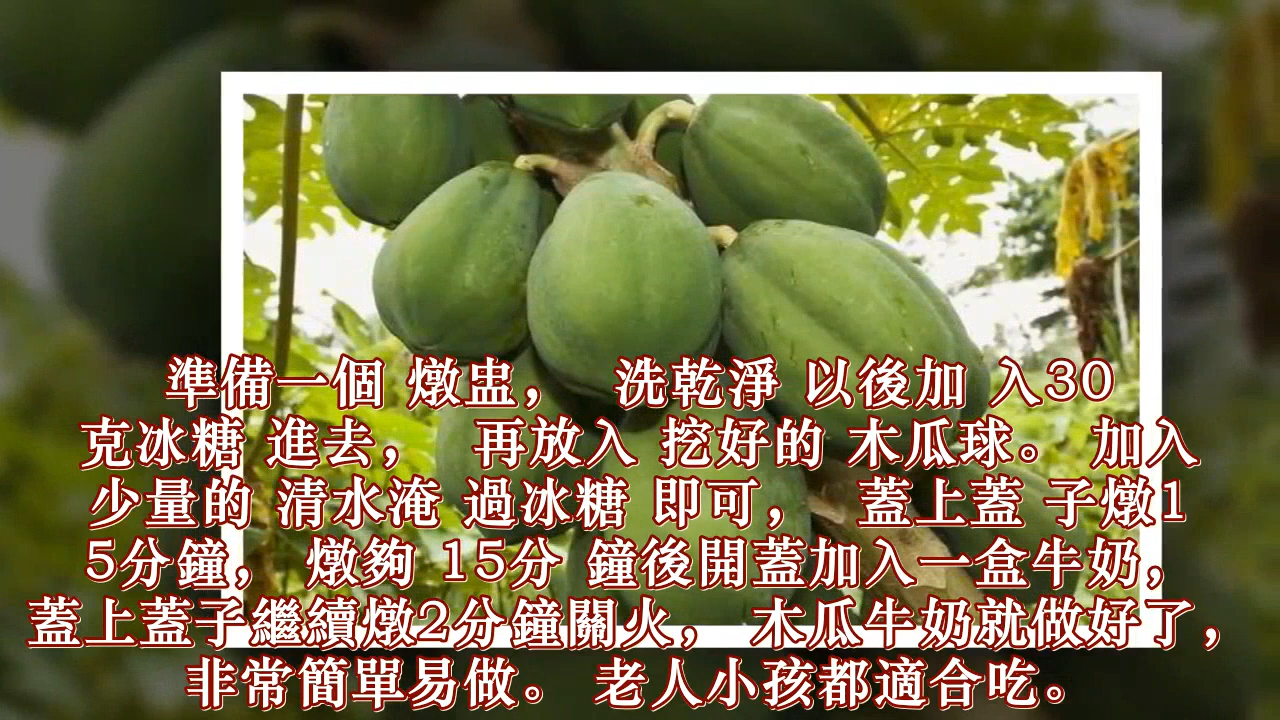 準備一個 燉盅， 洗乾淨 以後加 入30
克冰糖 進去， 再放入 挖好的 木瓜球。 加入
少量的 清水淹 過冰糖 即可， 蓋上蓋 子燉1
5分鐘， 燉夠 15分 鐘後開蓋加入一盒牛奶，
蓋上蓋子繼續燉2分鐘關火， 木瓜牛奶就做好了，
非常簡單易做。 老人小孩都適合吃。